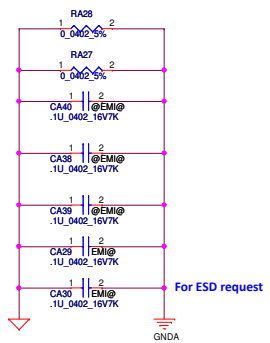 RA28
1 2
0_0402_5%
RA27
1 2
0_0402_5%
1 2
CA40 @EMI@
.1U_0402_16V7K
1 2
CA38 @EMI@
.1U_0402_16V7K
1 2
CA39 @EMI@
.1U_0402_16V7K
1 2
CA29 EMI@
.1U_0402_16V7K
1 2
CA30 EMI@
.1U_0402_16V7K
For ESD request
GNDA